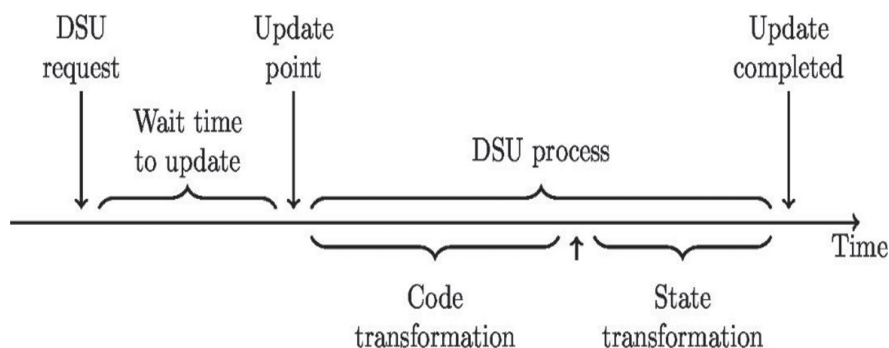 DSU
request
Update
point
Update
completed
Wait time
to update
DSU process
Time
Code
transformation
State
transformation